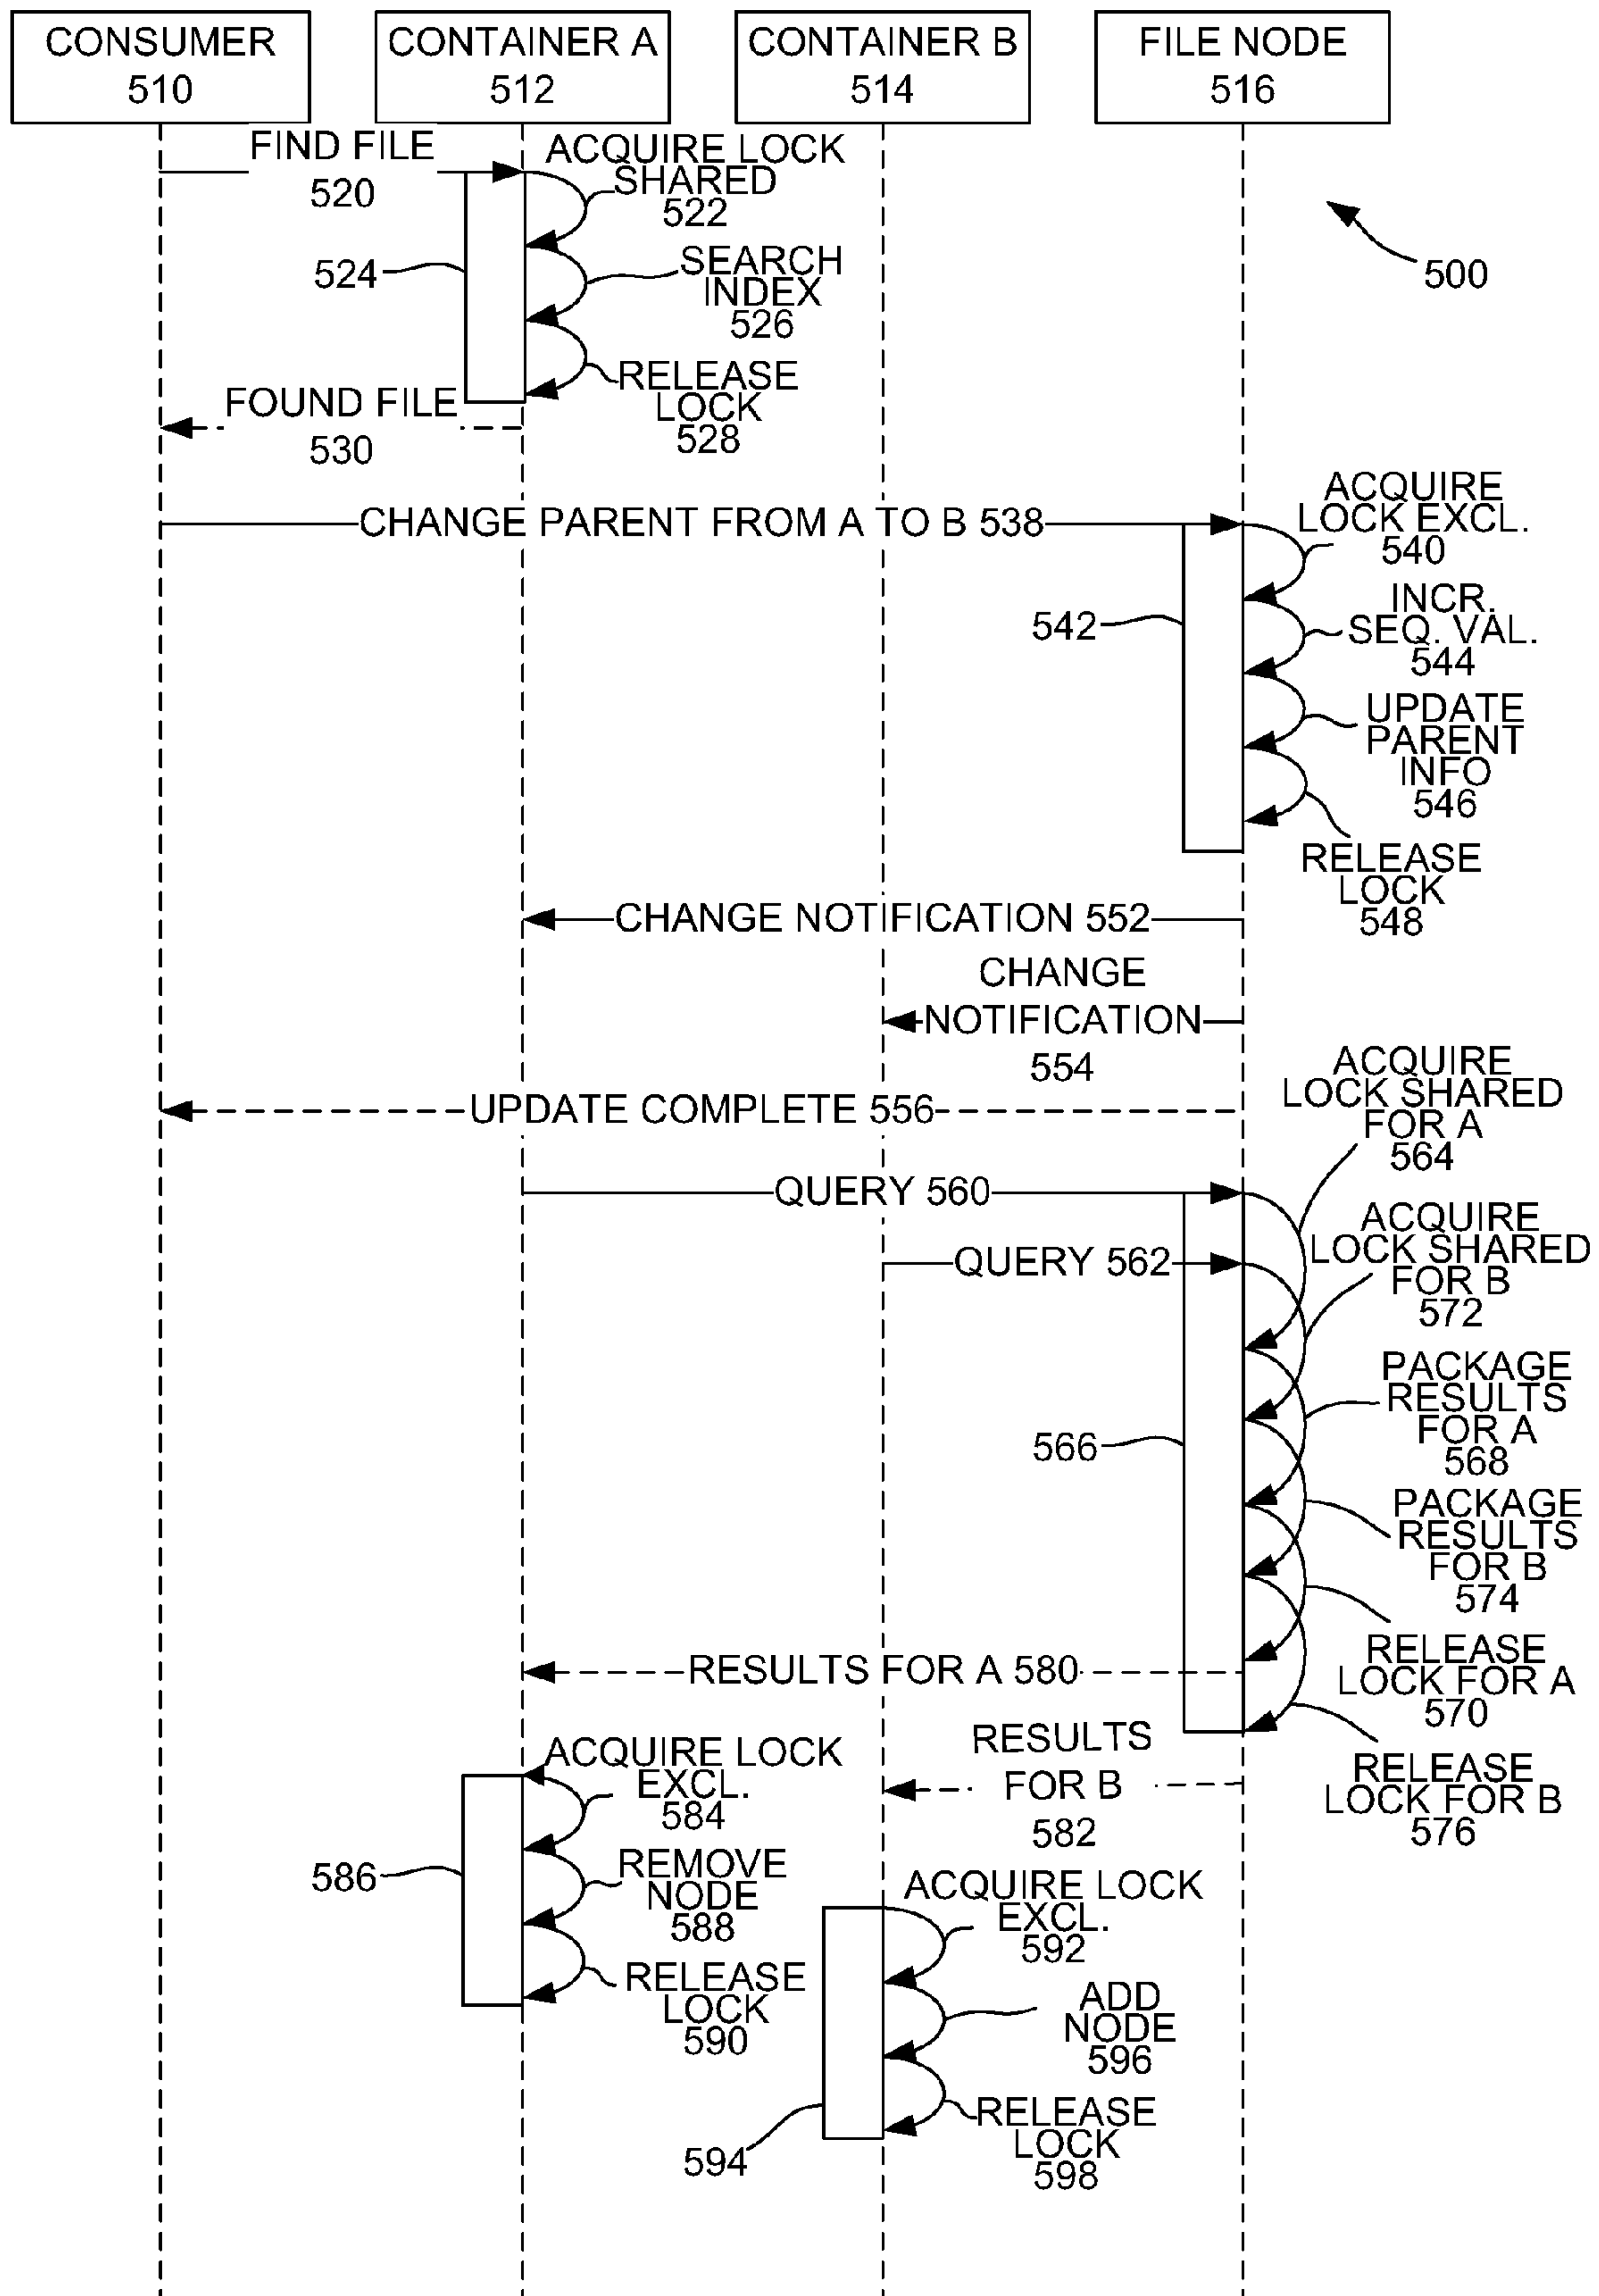 CONSUMER
510
CONTAINER A
512
CONTAINER B
514
FILE NODE
516
FIND FILE
520
ACQUIRE LOCK
SHARED
522
524
SEARCH
INDEX
526
500
RELEASE
LOCK
528
FOUND FILE
530
CHANGE PARENT FROM A TO B 538
ACQUIRE
LOCK EXCL.
540
542
INCR.
SEQ. VAL.
544
UPDATE
PARENT
INFO
546
RELEASE
LOCK
548
CHANGE NOTIFICATION 552
CHANGE
NOTIFICATION
554
UPDATE COMPLETE 556
ACQUIRE
LOCK SHARED
FOR A
564
QUERY 560
QUERY 562
ACQUIRE
LOCK SHARED
FOR B
572
PACKAGE
RESULTS
FOR A
568
566
PACKAGE
RESULTS
FOR B
574
RESULTS FOR A 580
RELEASE
LOCK FOR A
570
RESULTS
FOR B
582
RELEASE
LOCK FOR B
576
ACQUIRE LOCK
EXCL.
584
586
REMOVE
NODE
588
RELEASE
LOCK
590
ACQUIRE LOCK
EXCL.
592
ADD
NODE
596
594
RELEASE
LOCK
598